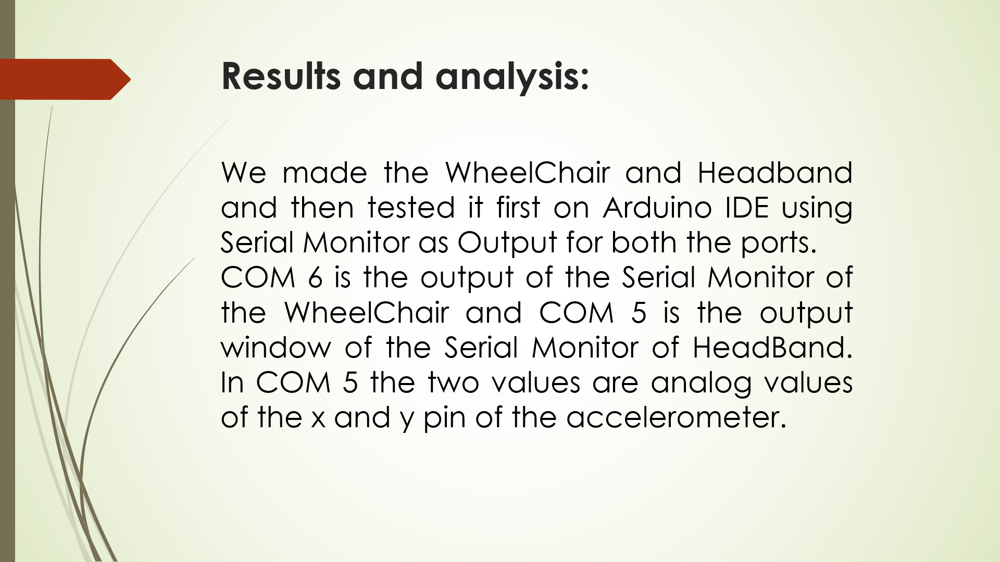 Results and analysis:
We made the WheelChair and Headband
and then tested it first on Arduino IDE using
Serial Monitor as Output for both the ports.
COM 6 is the output of the Serial Monitor of
the WheelChair and COM 5 is the output
window of the Serial Monitor of HeadBand.
In COM 5 the two values are analog values
of the x and y pin of the accelerometer.